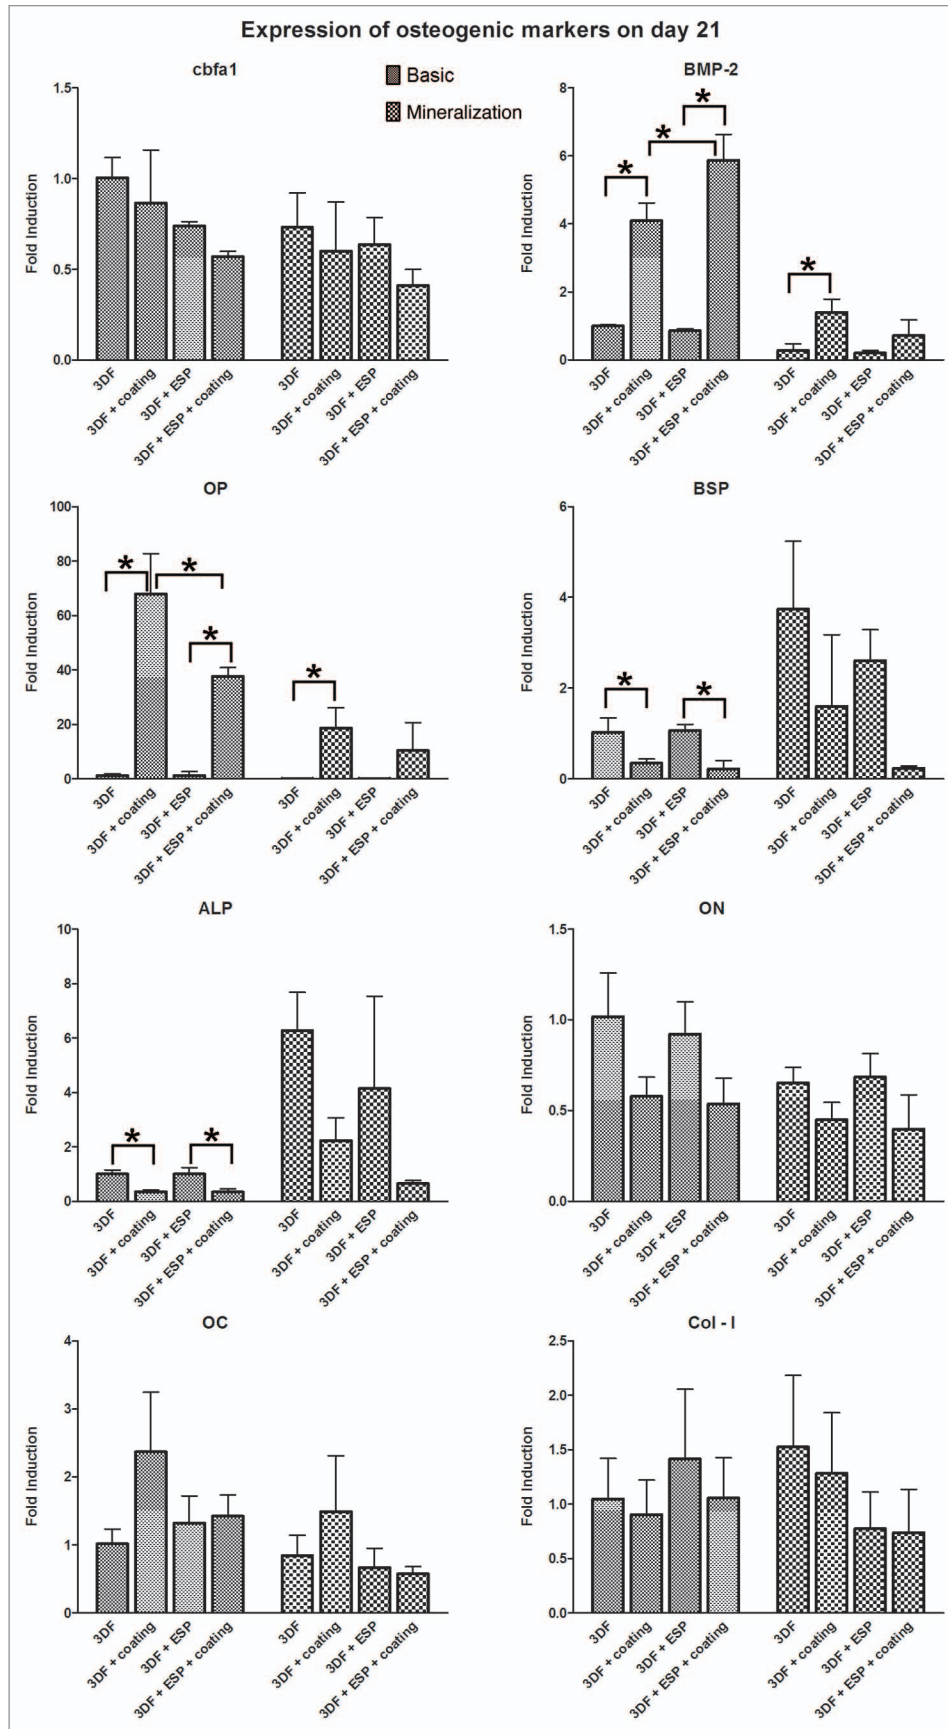 Expression of osteogenic markers on day 21
cbfa1
Basic
Mineralization
Fold Induction
1.5
1.0
0.5
0.0
3DF
3DF + coating
3DF + ESP
3DF + ESP + coating
3DF
3DF + coating
3DF + ESP
3DF + ESP + coating
BMP-2
Fold Induction
8
6
4
2
0
*
*
*
*
3DF
3DF + coating
3DF + ESP
3DF + ESP + coating
3DF
3DF + coating
3DF + ESP
3DF + ESP + coating
OP
Fold Induction
100
80
60
40
20
0
*
*
*
*
3DF
3DF + coating
3DF + ESP
3DF + ESP + coating
3DF
3DF + coating
3DF + ESP
3DF + ESP + coating
BSP
Fold Induction
6
4
2
0
*
*
3DF
3DF + coating
3DF + ESP
3DF + ESP + coating
3DF
3DF + coating
3DF + ESP
3DF + ESP + coating
ALP
Fold Induction
10
8
6
4
2
0
*
*
3DF
3DF + coating
3DF + ESP
3DF + ESP + coating
3DF
3DF + coating
3DF + ESP
3DF + ESP + coating
ON
Fold Induction
1.5
1.0
0.5
0.0
3DF
3DF + coating
3DF + ESP
3DF + ESP + coating
3DF
3DF + coating
3DF + ESP
3DF + ESP + coating
OC
Fold Induction
4
3
2
1
0
3DF
3DF + coating
3DF + ESP
3DF + ESP + coating
3DF
3DF + coating
3DF + ESP
3DF + ESP + coating
Col - I
Fold Induction
2.5
2.0
1.5
1.0
0.5
0.0
3DF
3DF + coating
3DF + ESP
3DF + ESP + coating
3DF
3DF + coating
3DF + ESP
3DF + ESP + coating